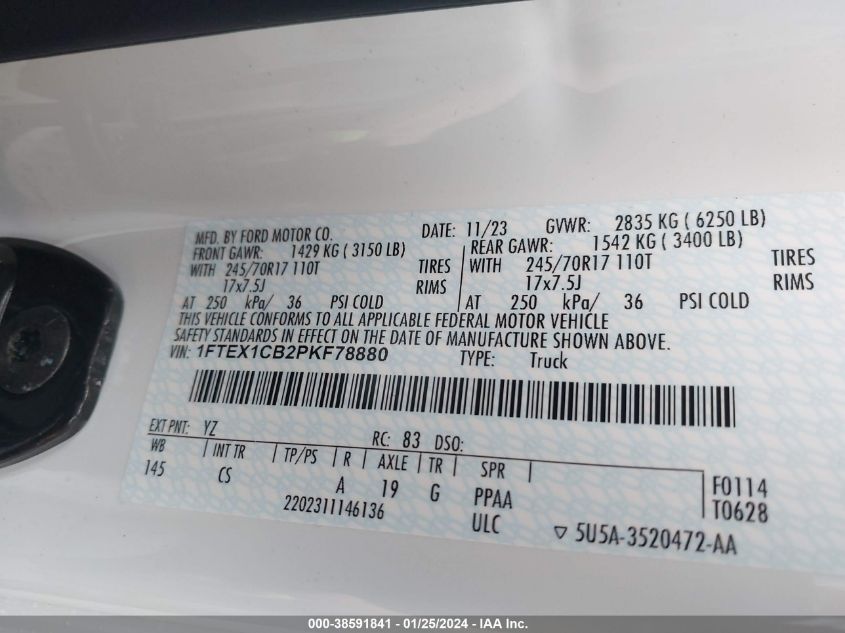 MFD. BY FORD MOTOR CO. DATE: 11/23 GVWR: 2835 KG ( 6250 LB)
FRONT GAWR: 1429 KG ( 3150 LB) REAR GAWR: 1542 KG ( 3400 LB)
WITH 245/70R17 110T TIRES WITH 245/70R17 110T TIRES
17x7.5J RIMS 17x7.5J RIMS
AT 250 kPa/ 36 PSI COLD AT 250 kPa/ 36 PSI COLD
THIS VEHICLE CONFORMS TO ALL APPLICABLE FEDERAL MOTOR VEHICLE
SAFETY STANDARDS IN EFFECT ON THE DATE OF MANUFACTURE SHOWN ABOVE.
VIN: 1FTEX1CB2PKF78880 TYPE: Truck
EXT PNT: YZ RC: 83 DSO:
WB INT TR TP/PS R AXLE TR SPR
145 CS A 19 G PPAA F0114
2202311146136 ULC T0628
▽ 5U5A-3520472-AA
000-38591841 - 01/25/2024 - IAA Inc.